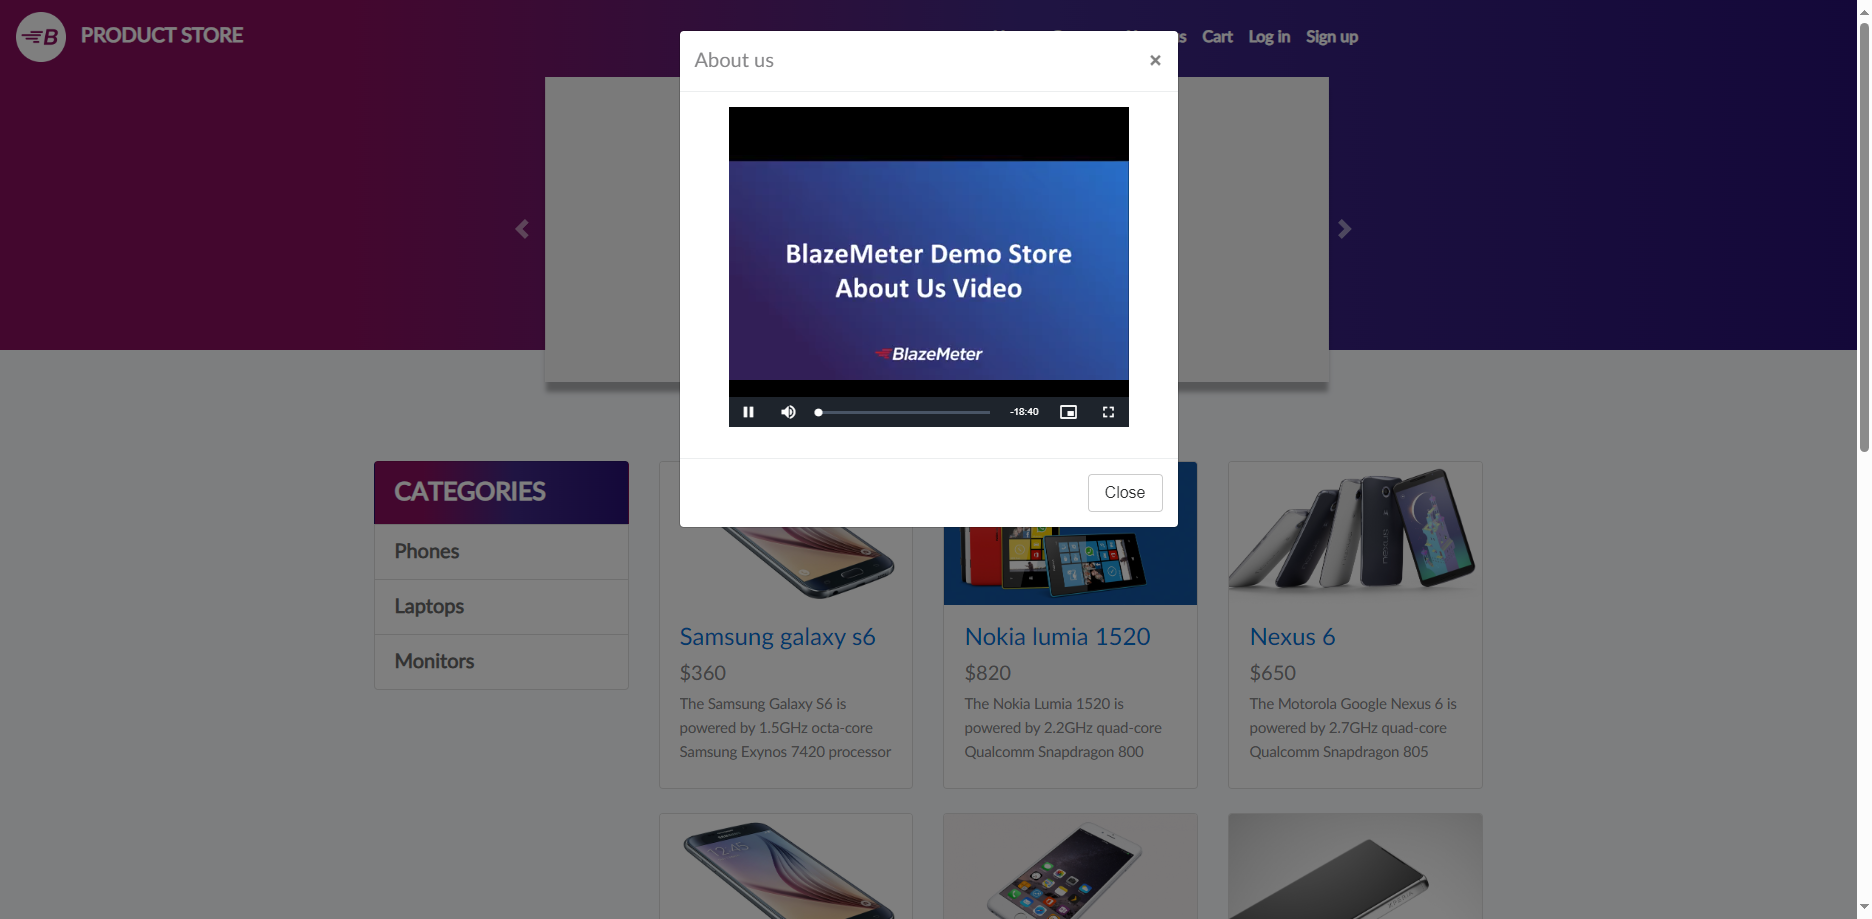 PRODUCT STORE
Cart
Log in
Sign up
About us
×
BlazeMeter Demo Store
About Us Video
BlazeMeter
-18:40
Close
CATEGORIES
Phones
Laptops
Monitors
Samsung galaxy s6
$360
The Samsung Galaxy S6 is
powered by 1.5GHz octa-core
Samsung Exynos 7420 processor
Nokia lumia 1520
$820
The Nokia Lumia 1520 is
powered by 2.2GHz quad-core
Qualcomm Snapdragon 800
Nexus 6
$650
The Motorola Google Nexus 6 is
powered by 2.7GHz quad-core
Qualcomm Snapdragon 805